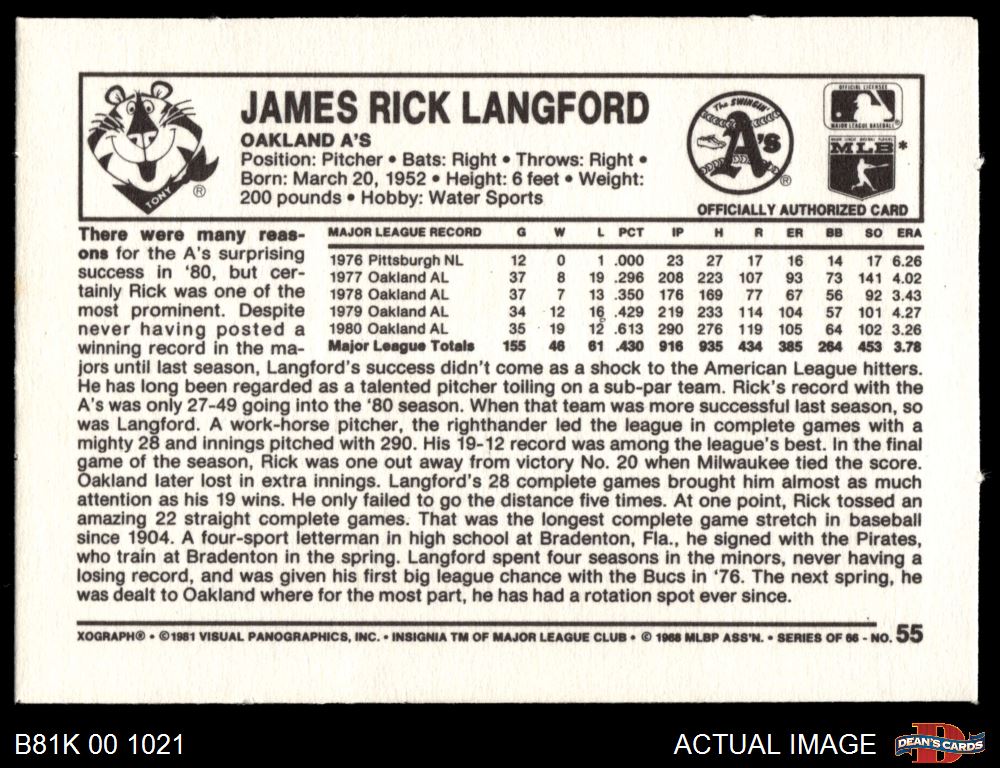 JAMES RICK LANGFORD
OAKLAND A'S
Position: Pitcher • Bats: Right • Throws: Right •
Born: March 20, 1952 • Height: 6 feet • Weight:
200 pounds • Hobby: Water Sports
TONY ®
The SWINGIN'
A's ®
OFFICIAL LICENSEE
MAJOR LEAGUE BASEBALL ®
MLB *
OFFICIALLY AUTHORIZED CARD
MAJOR LEAGUE RECORD G W L PCT IP H R ER BB SO ERA
1976 Pittsburgh NL 12 0 1 .000 23 27 17 16 14 17 6.26
1977 Oakland AL 37 8 19 .296 208 223 107 93 73 141 4.02
1978 Oakland AL 37 7 13 .350 176 169 77 67 56 92 3.43
1979 Oakland AL 34 12 16 .429 219 233 114 104 57 101 4.27
1980 Oakland AL 35 19 12 .613 290 276 119 105 64 102 3.26
Major League Totals 155 46 61 .430 916 935 434 385 264 453 3.78
There were many reas-
ons for the A's surprising
success in '80, but cer-
tainly Rick was one of the
most prominent. Despite
never having posted a
winning record in the ma-
jors until last season, Langford's success didn't come as a shock to the American League hitters.
He has long been regarded as a talented pitcher toiling on a sub-par team. Rick's record with the
A's was only 27-49 going into the '80 season. When that team was more successful last season, so
was Langford. A work-horse pitcher, the righthander led the league in complete games with a
mighty 28 and innings pitched with 290. His 19-12 record was among the league's best. In the final
game of the season, Rick was one out away from victory No. 20 when Milwaukee tied the score.
Oakland later lost in extra innings. Langford's 28 complete games brought him almost as much
attention as his 19 wins. He only failed to go the distance five times. At one point, Rick tossed an
amazing 22 straight complete games. That was the longest complete game stretch in baseball
since 1904. A four-sport letterman in high school at Bradenton, Fla., he signed with the Pirates,
who train at Bradenton in the spring. Langford spent four seasons in the minors, never having a
losing record, and was given his first big league chance with the Bucs in '76. The next spring, he
was dealt to Oakland where for the most part, he has had a rotation spot ever since.
XOGRAPH® • ©1981 VISUAL PANOGRAPHICS, INC. • INSIGNIA TM OF MAJOR LEAGUE CLUB • © 1968 MLBP ASS'N. • SERIES OF 66 - NO. 55
B81K 00 1021
ACTUAL IMAGE
DEAN'S CARDS